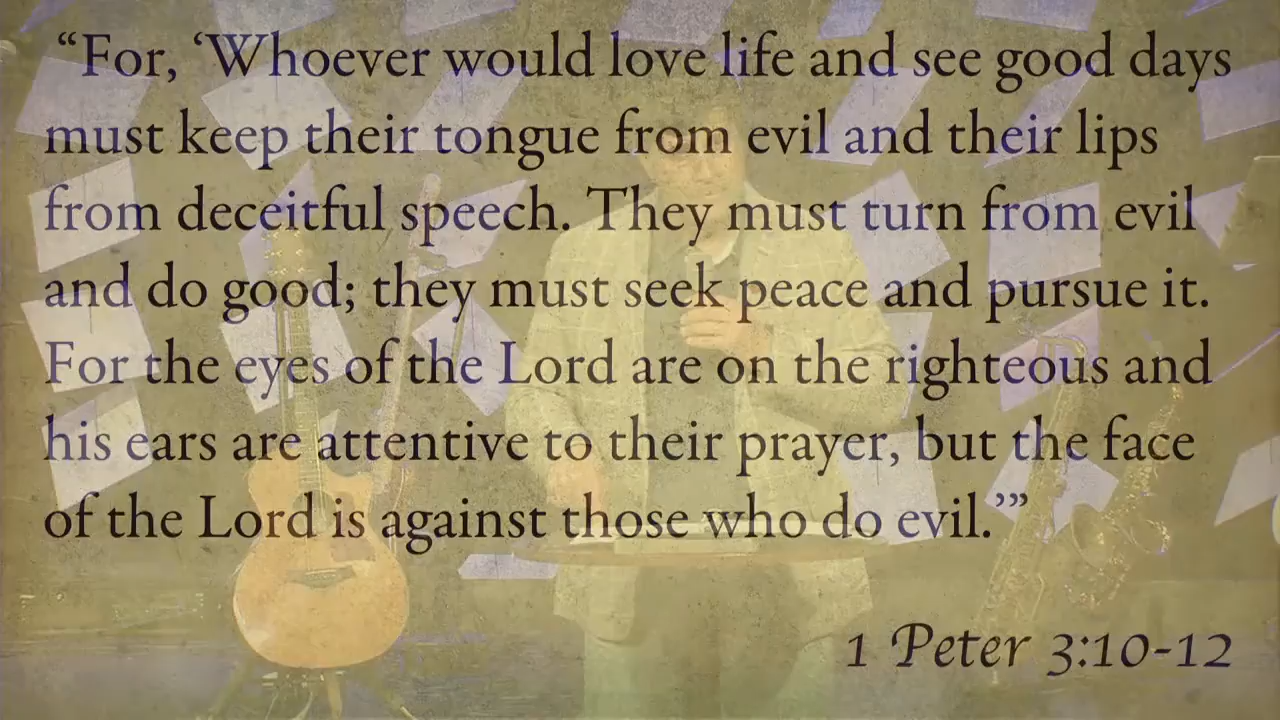 “For, ‘Whoever would love life and see good days
must keep their tongue from evil and their lips
from deceitful speech. They must turn from evil
and do good; they must seek peace and pursue it.
For the eyes of the Lord are on the righteous and
his ears are attentive to their prayer, but the face
of the Lord is against those who do evil.’”
1 Peter 3:10-12